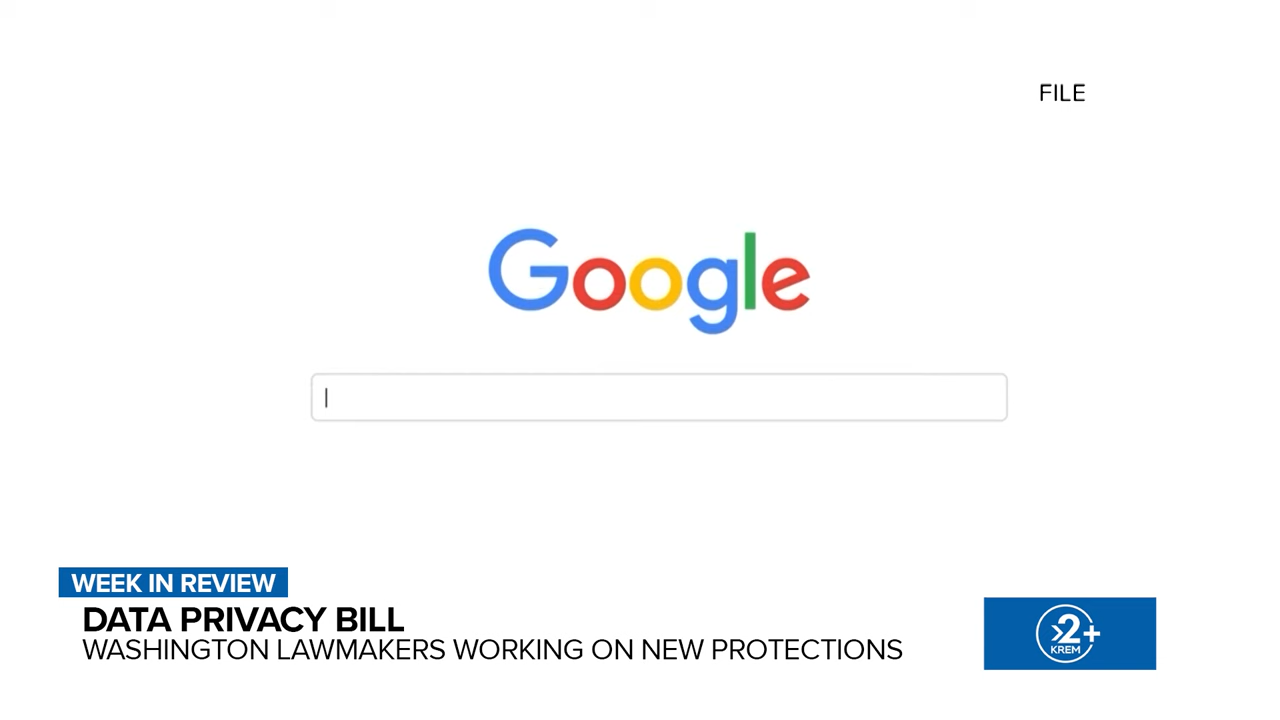 FILE
Google
WEEK IN REVIEW
DATA PRIVACY BILL
WASHINGTON LAWMAKERS WORKING ON NEW PROTECTIONS
2+
KREM